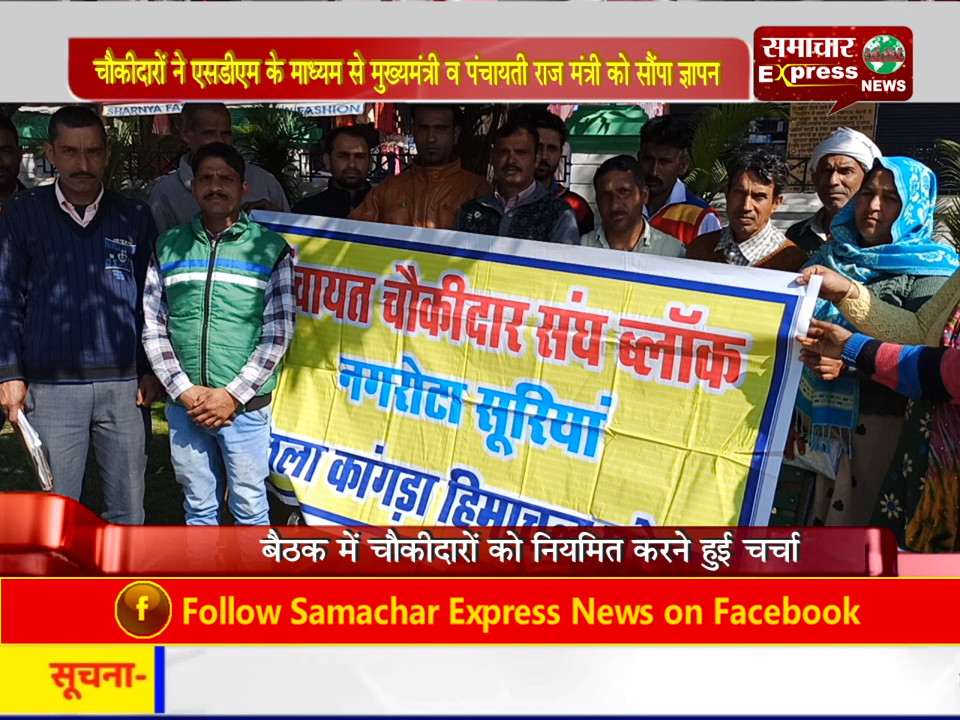 चौकीदारों ने एसडीएम के माध्यम से मुख्यमंत्री व पंचायती राज मंत्री को सौंपा ज्ञापन
समाचार
Express
NEWS
SHARNYA FA
FASHION
चायत चौकीदार संघ ब्लॉक
नगरोटा सूरियां
ला कांगड़ा
बैठक में चौकीदारों को नियमित करने हुई चर्चा
f Follow Samachar Express News on Facebook
सूचना-